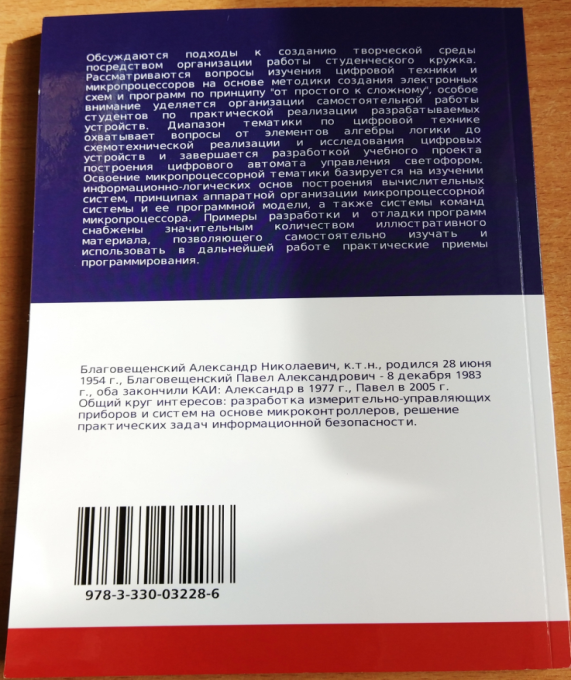 Обсуждаются подходы к созданию творческой среды
посредством организации работы студенческого кружка.
Рассматриваются вопросы изучения цифровой техники и
микропроцессоров на основе методики создания электронных
схем и программ по принципу "от простого к сложному", особое
внимание уделяется организации самостоятельной работы
студентов по практической реализации разрабатываемых
устройств. Диапазон тематики по цифровой технике
охватывает вопросы от элементов алгебры логики до
схемотехнической реализации и исследования цифровых
устройств и завершается разработкой учебного проекта
построения цифрового автомата управления светофором.
Освоение микропроцессорной тематики базируется на изучении
информационно-логических основ построения вычислительных
систем, принципах аппаратной организации микропроцессорной
системы и ее программной модели, а также системы команд
микропроцессора. Примеры разработки и отладки программ
снабжены значительным количеством иллюстративного
материала, позволяющего самостоятельно изучать и
использовать в дальнейшей работе практические приемы
программирования.
Благовещенский Александр Николаевич, к.т.н., родился 28 июня
1954 г., Благовещенский Павел Александрович - 8 декабря 1983
г., оба закончили КАИ: Александр в 1977 г., Павел в 2005 г.
Общий круг интересов: разработка измерительно-управляющих
приборов и систем на основе микроконтроллеров, решение
практических задач информационной безопасности.
978-3-330-03228-6